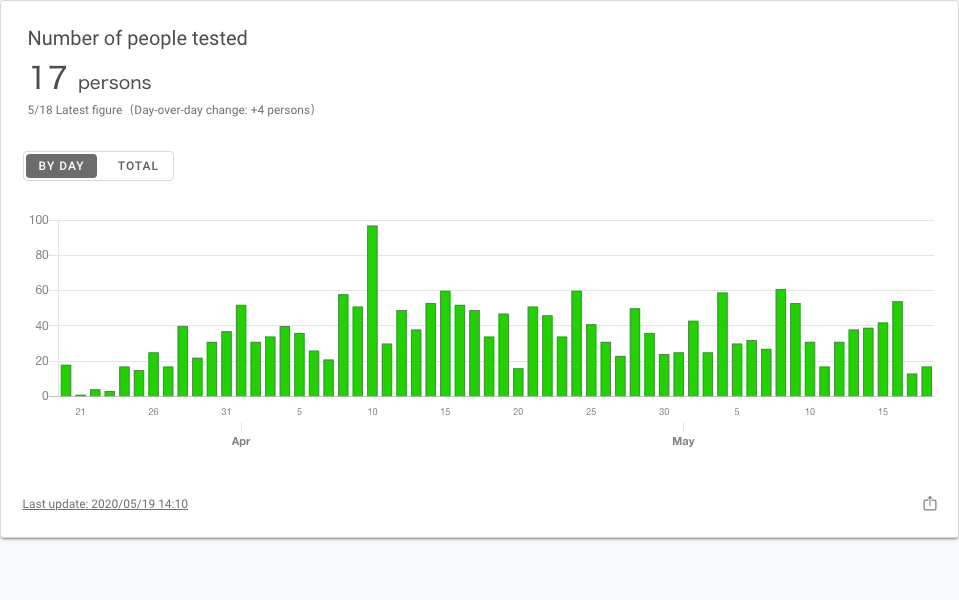 Number of people tested
17 persons
5/18 Latest figure（Day-over-day change: +4 persons）
BY DAY TOTAL
100
80
60
40
20
0
21 26 31 5 10 15 20 25 30 5 10 15
Apr May
Last update: 2020/05/19 14:10